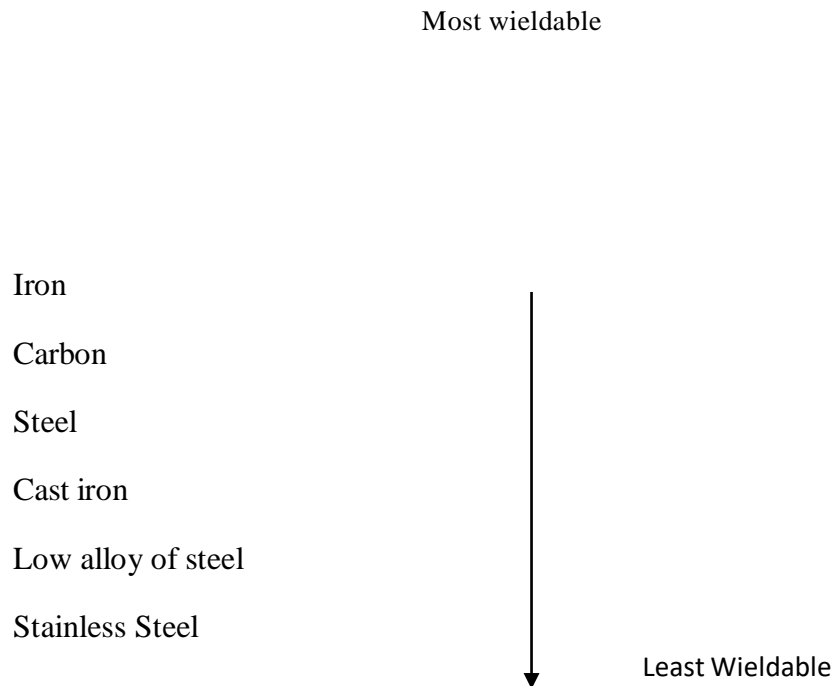 Most wieldable
Iron
Carbon
Steel
Cast iron
Low alloy of steel
Stainless Steel
Least Wieldable